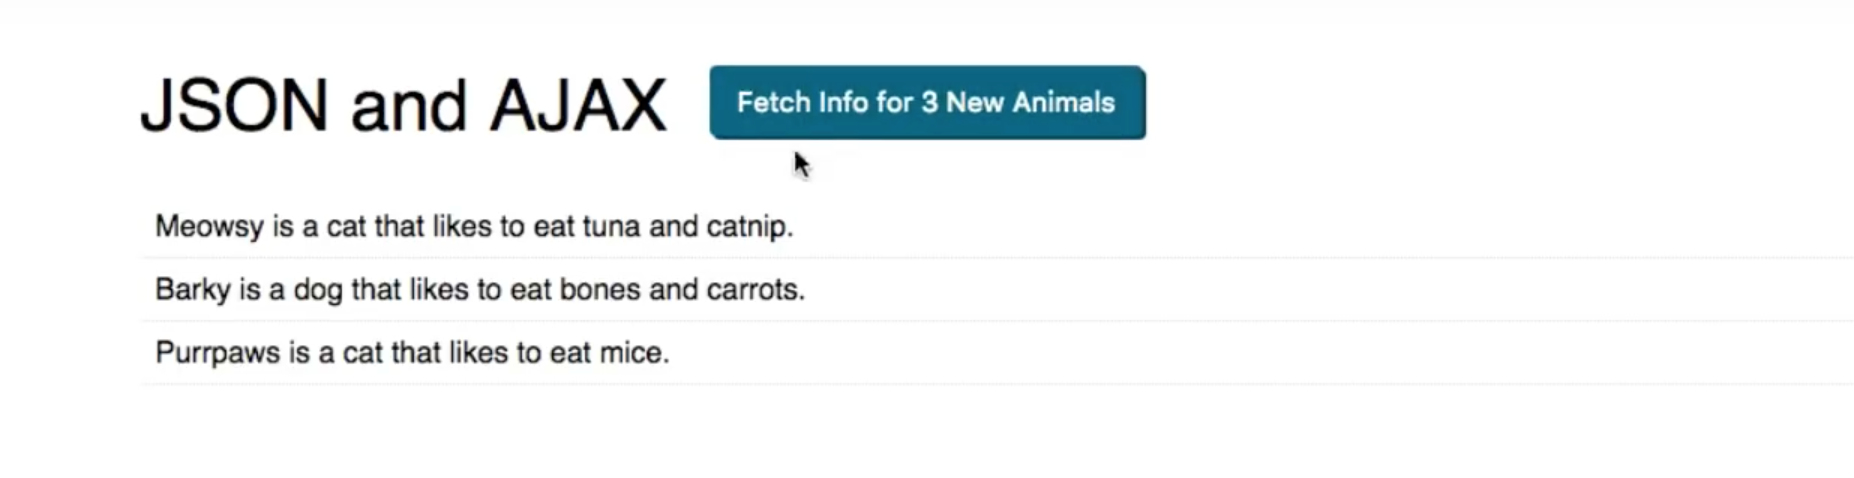 JSON and AJAX
Fetch Info for 3 New Animals
Meowsy is a cat that likes to eat tuna and catnip.
Barky is a dog that likes to eat bones and carrots.
Purrpaws is a cat that likes to eat mice.